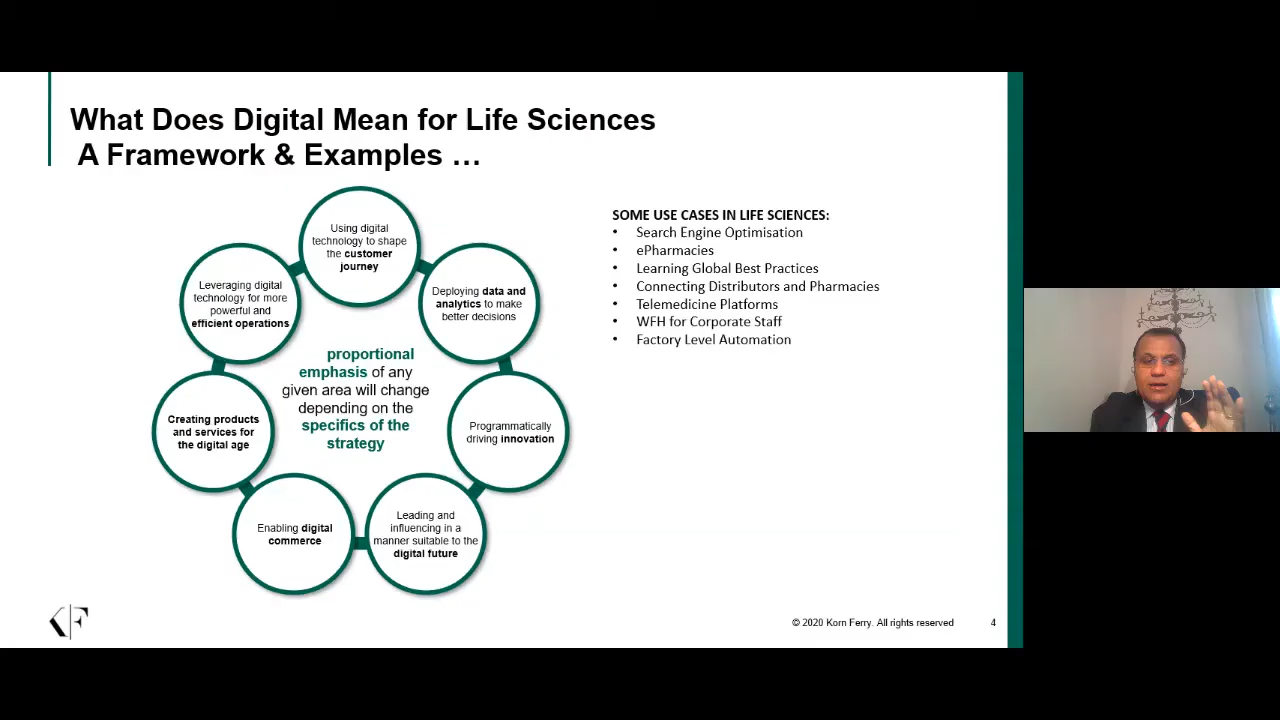 What Does Digital Mean for Life Sciences
A Framework & Examples …
Using digital
technology to shape
the customer
journey
Deploying data and
analytics to make
better decisions
Programmatically
driving innovation
Leading and
influencing in a
manner suitable to the
digital future
Enabling digital
commerce
Creating products
and services for
the digital age
Leveraging digital
technology for more
powerful and
efficient operations
proportional
emphasis of any
given area will change
depending on the
specifics of the
strategy
SOME USE CASES IN LIFE SCIENCES:
• Search Engine Optimisation
• ePharmacies
• Learning Global Best Practices
• Connecting Distributors and Pharmacies
• Telemedicine Platforms
• WFH for Corporate Staff
• Factory Level Automation
KF
© 2020 Korn Ferry. All rights reserved
4